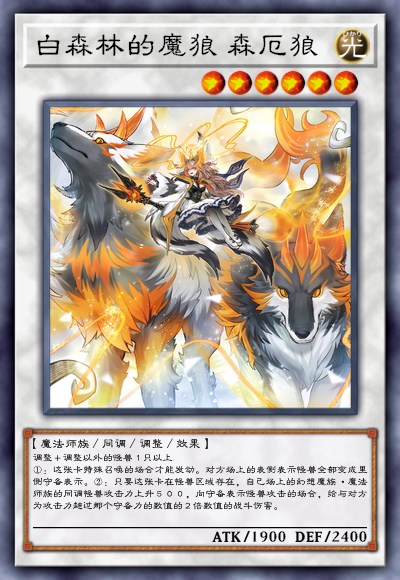 白森林的魔狼 森厄狼
光
【魔法师族／同调／调整／效果】
调整＋调整以外的怪兽1只以上
①：这张卡特殊召唤的场合才能发动。对方场上的表侧表示怪兽全部变成里
侧守备表示。②：只要这张卡在怪兽区域存在，自己场上的幻想魔族・魔法
师族的同调怪兽攻击力上升５００，向守备表示怪兽攻击的场合，给与对方
为攻击力超过那个守备力的数值的２倍数值的战斗伤害。
ATK/1900 DEF/2400